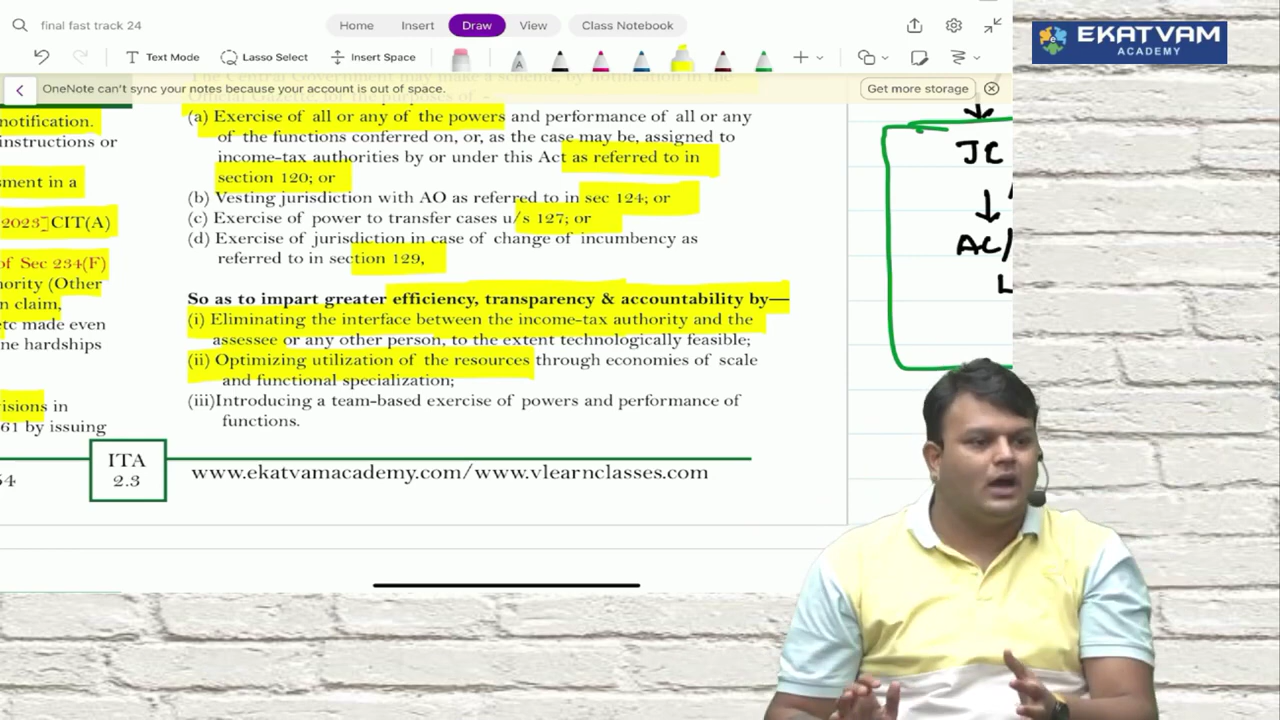 final fast track 24
Home Insert Draw View Class Notebook
Text Mode Lasso Select Insert Space
OneNote can't sync your notes because your account is out of space. Get more storage
EKATVAM
ACADEMY
notification.
instructions or
sment in a
2023] CIT(A)
of Sec 234(F)
hority (Other
n claim,
etc made even
ne hardships
visions in
61 by issuing
54
Official Gazette, for the purposes of -
(a) Exercise of all or any of the powers and performance of all or any
of the functions conferred on, or, as the case may be, assigned to
income-tax authorities by or under this Act as referred to in
section 120; or
(b) Vesting jurisdiction with AO as referred to in sec 124; or
(c) Exercise of power to transfer cases u/s 127; or
(d) Exercise of jurisdiction in case of change of incumbency as
referred to in section 129,
So as to impart greater efficiency, transparency & accountability by—
(i) Eliminating the interface between the income-tax authority and the
assessee or any other person, to the extent technologically feasible;
(ii) Optimizing utilization of the resources through economies of scale
and functional specialization;
(iii)Introducing a team-based exercise of powers and performance of
functions.
ITA
2.3
www.ekatvamacademy.com/www.vlearnclasses.com
JC
AC/